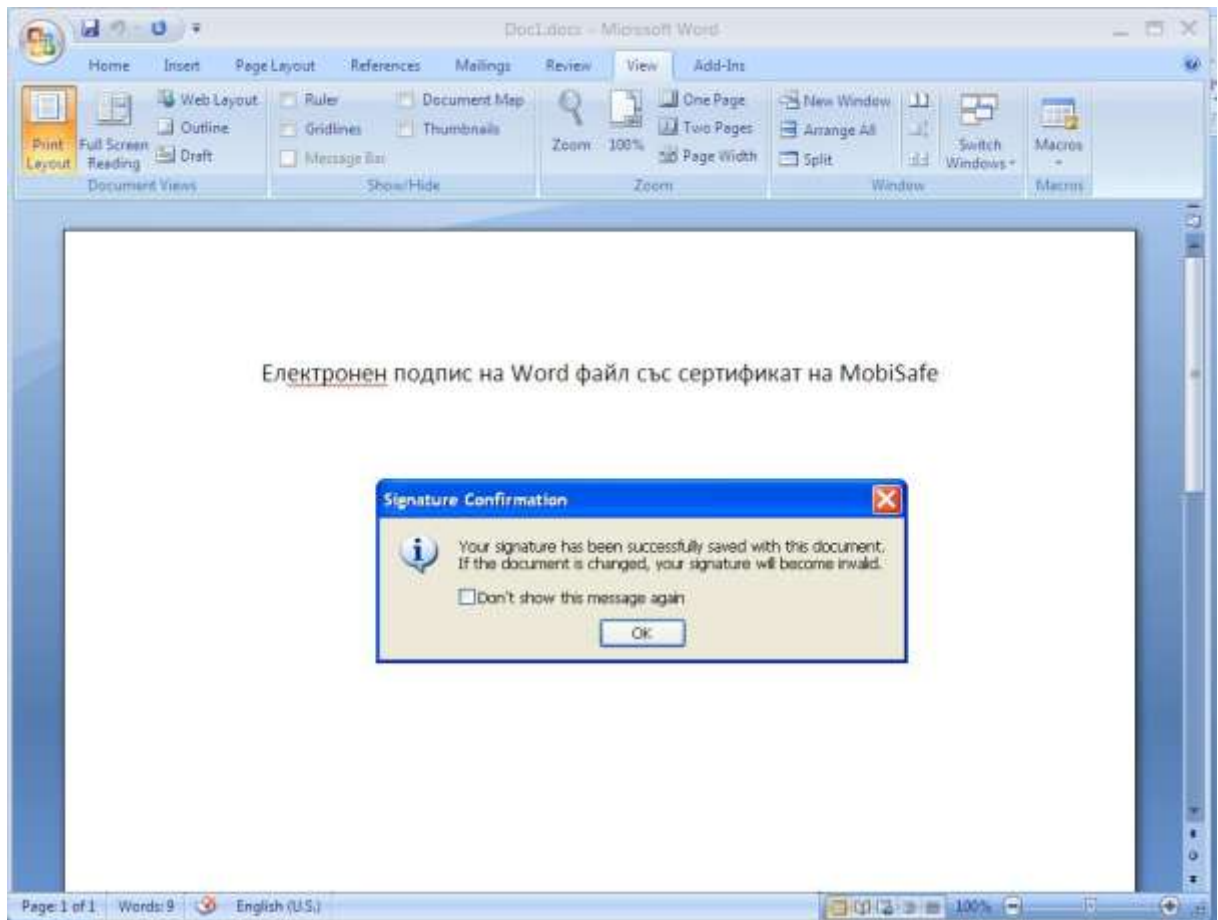 Doc1.docx - Microsoft Word
Home Insert Page Layout References Mailings Review View Add-Ins
Print Layout
Full Screen Reading
Web Layout
Outline
Draft
Document Views
Ruler
Gridlines
Message Bar
Document Map
Thumbnails
Show/Hide
Zoom
100%
One Page
Two Pages
Page Width
Zoom
New Window
Arrange All
Split
Switch Windows
Window
Macros
Macros
Електронен подпис на Word файл със сертификат на MobiSafe
Signature Confirmation
Your signature has been successfully saved with this document.
If the document is changed, your signature will become invalid.
Don't show this message again
OK
Page: 1 of 1 Words: 9 English (U.S.) 100%